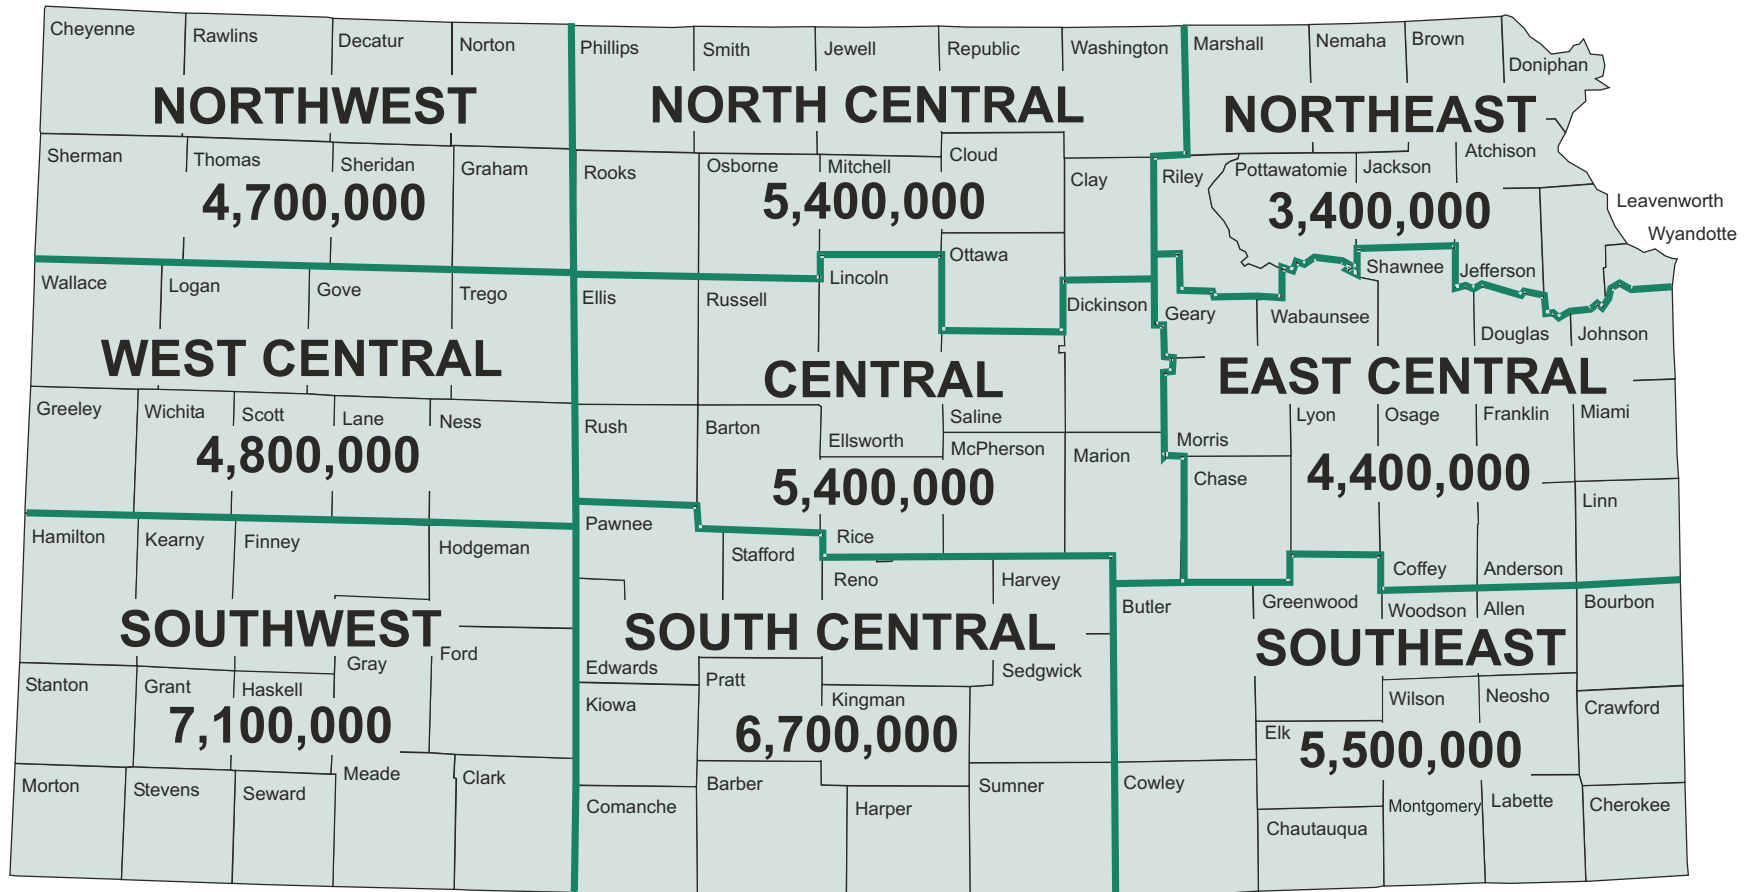 Cheyenne
Rawlins
Decatur
Norton
Phillips
Smith
Jewell
Republic
Washington
Marshall
Nemaha
Brown
Doniphan
NORTHWEST
NORTH CENTRAL
NORTHEAST
Sherman
Thomas
Sheridan
Graham
Rooks
Osborne
Mitchell
Cloud
Clay
Riley
Pottawatomie
Jackson
Atchison
4,700,000
5,400,000
3,400,000
Leavenworth
Wyandotte
Wallace
Logan
Gove
Trego
Ellis
Russell
Lincoln
Ottawa
Dickinson
Geary
Wabaunsee
Shawnee
Jefferson
Douglas
Johnson
WEST CENTRAL
CENTRAL
EAST CENTRAL
Greeley
Wichita
Scott
Lane
Ness
Rush
Barton
Ellsworth
Saline
McPherson
Marion
Morris
Chase
Lyon
Osage
Franklin
Miami
4,800,000
5,400,000
4,400,000
Linn
Hamilton
Kearny
Finney
Hodgeman
Pawnee
Stafford
Rice
Reno
Harvey
Coffey
Anderson
Butler
Greenwood
Woodson
Allen
Bourbon
SOUTHWEST
SOUTH CENTRAL
SOUTHEAST
Stanton
Grant
Haskell
Gray
Ford
Edwards
Kiowa
Pratt
Kingman
Sedgwick
Wilson
Neosho
Crawford
7,100,000
6,700,000
Elk
5,500,000
Morton
Stevens
Seward
Meade
Clark
Comanche
Barber
Harper
Sumner
Cowley
Chautauqua
Montgomery
Labette
Cherokee